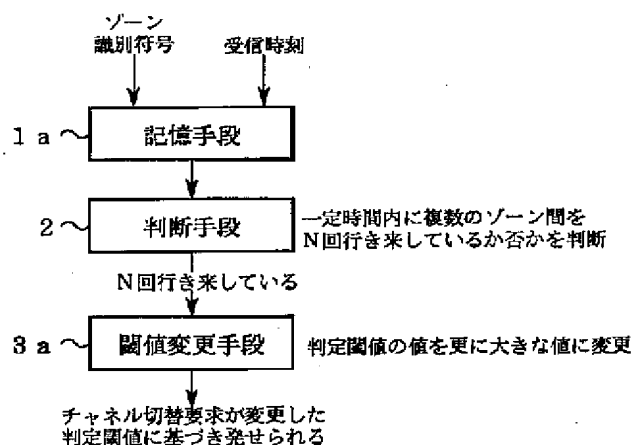 ゾーン
識別符号
受信時刻
1a
記憶手段
2
判断手段
一定時間内に複数のゾーン間を
N回行き来しているか否かを判断
N回行き来している
3a
閾値変更手段
判定閾値の値を更に大きな値に変更
チャネル切替要求が変更した
判定閾値に基づき発せられる